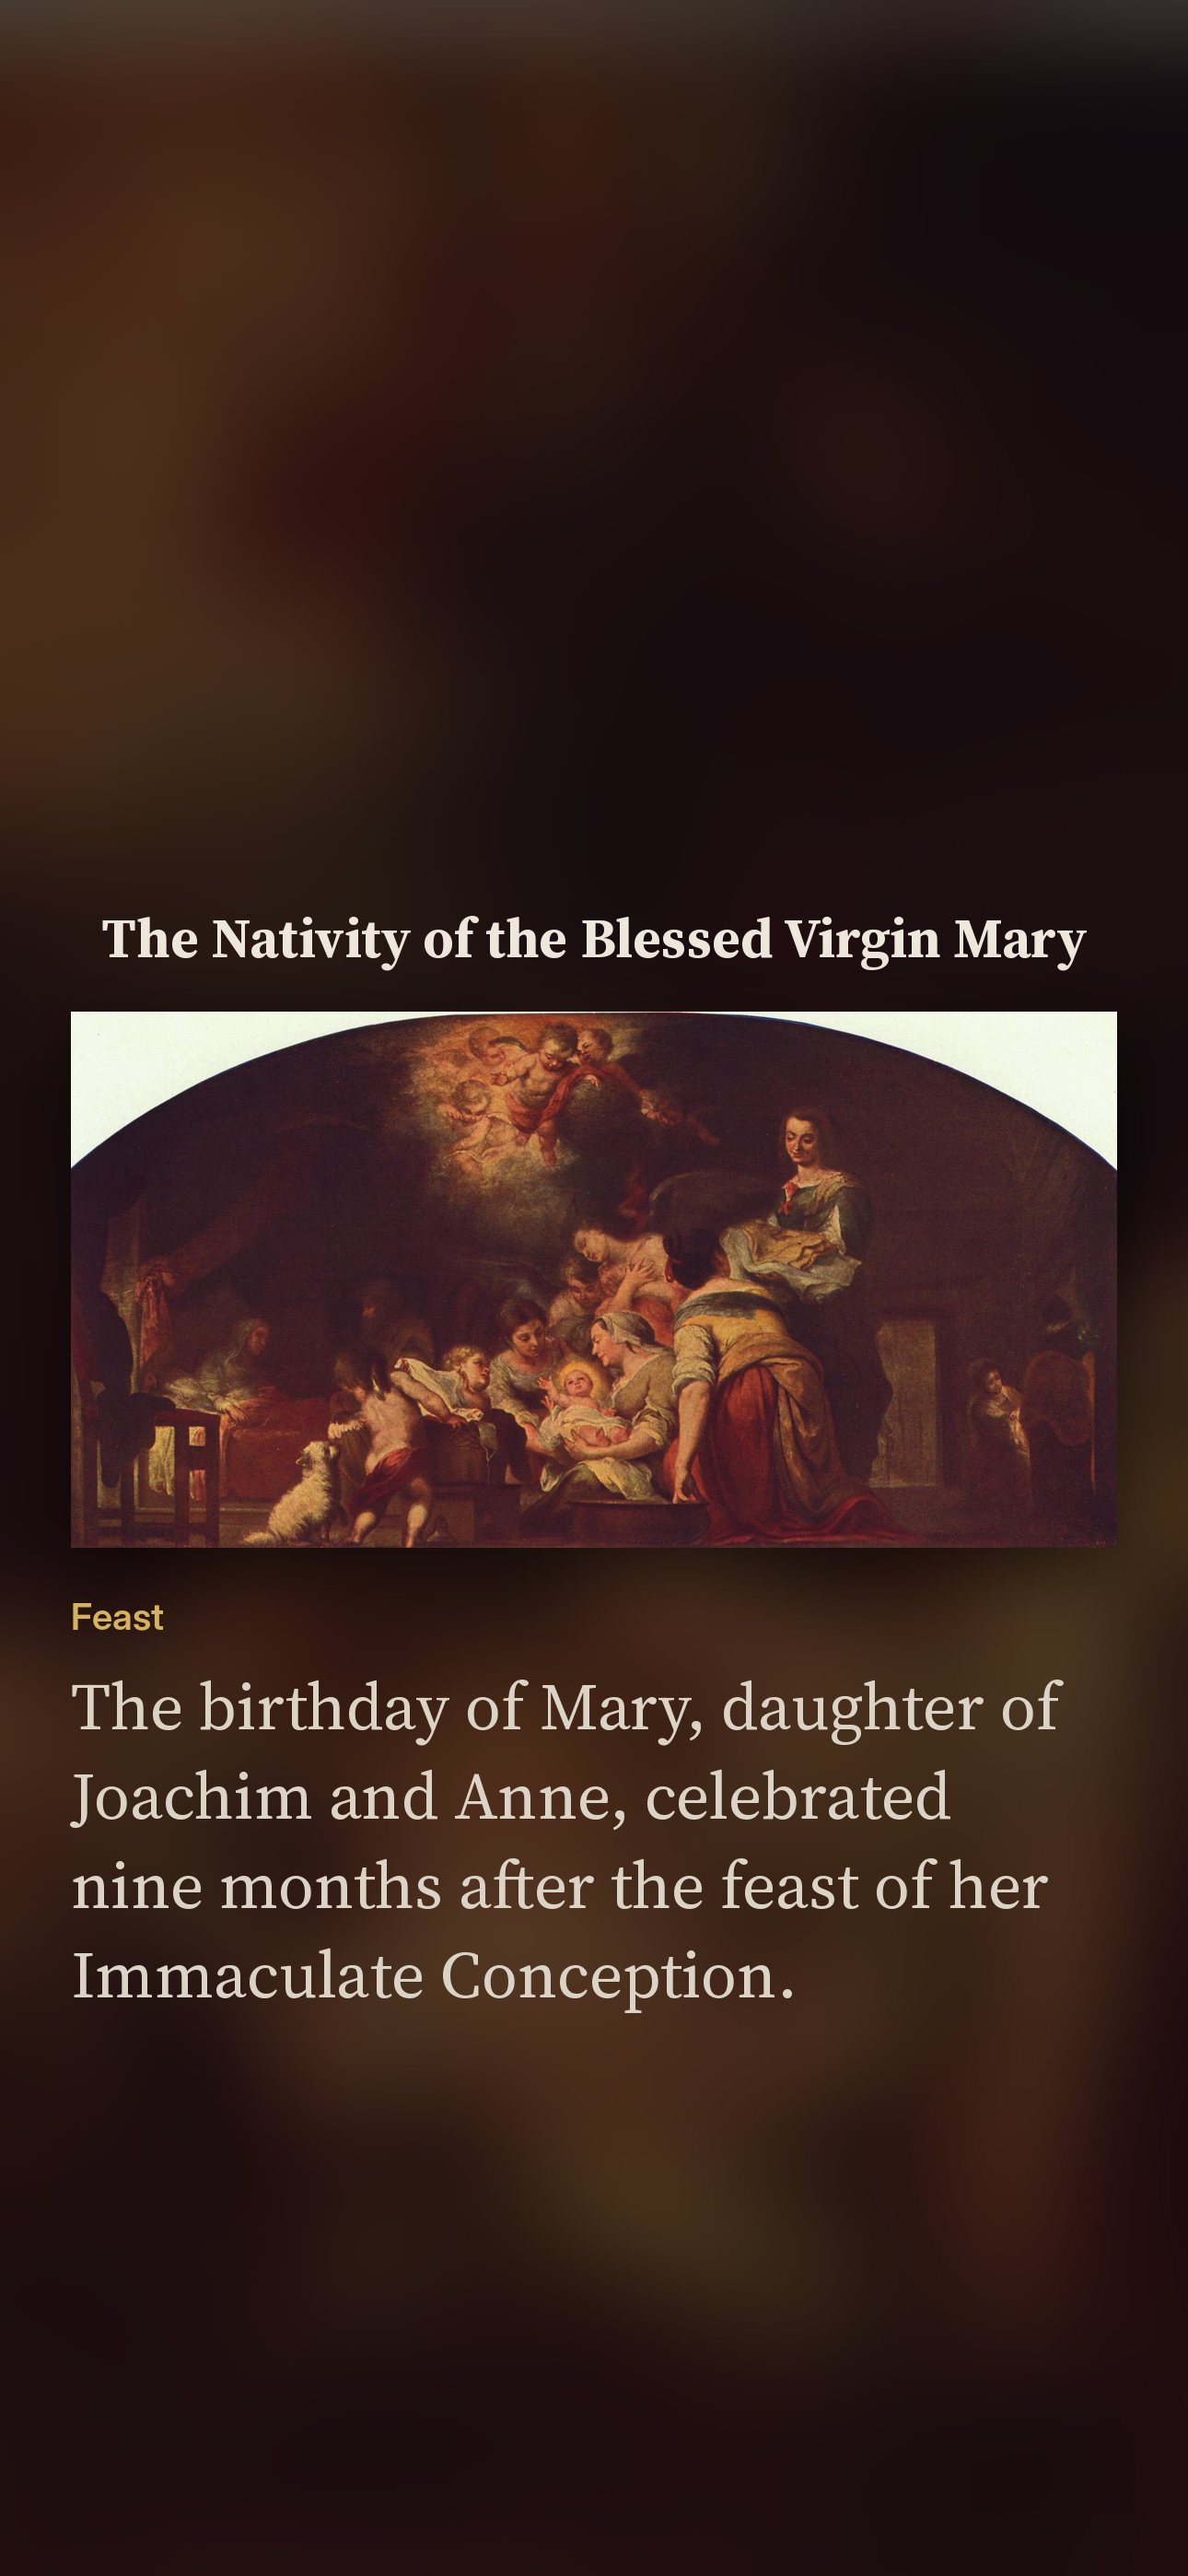 The Nativity of the Blessed Virgin Mary
Feast
The birthday of Mary, daughter of
Joachim and Anne, celebrated
nine months after the feast of her
Immaculate Conception.